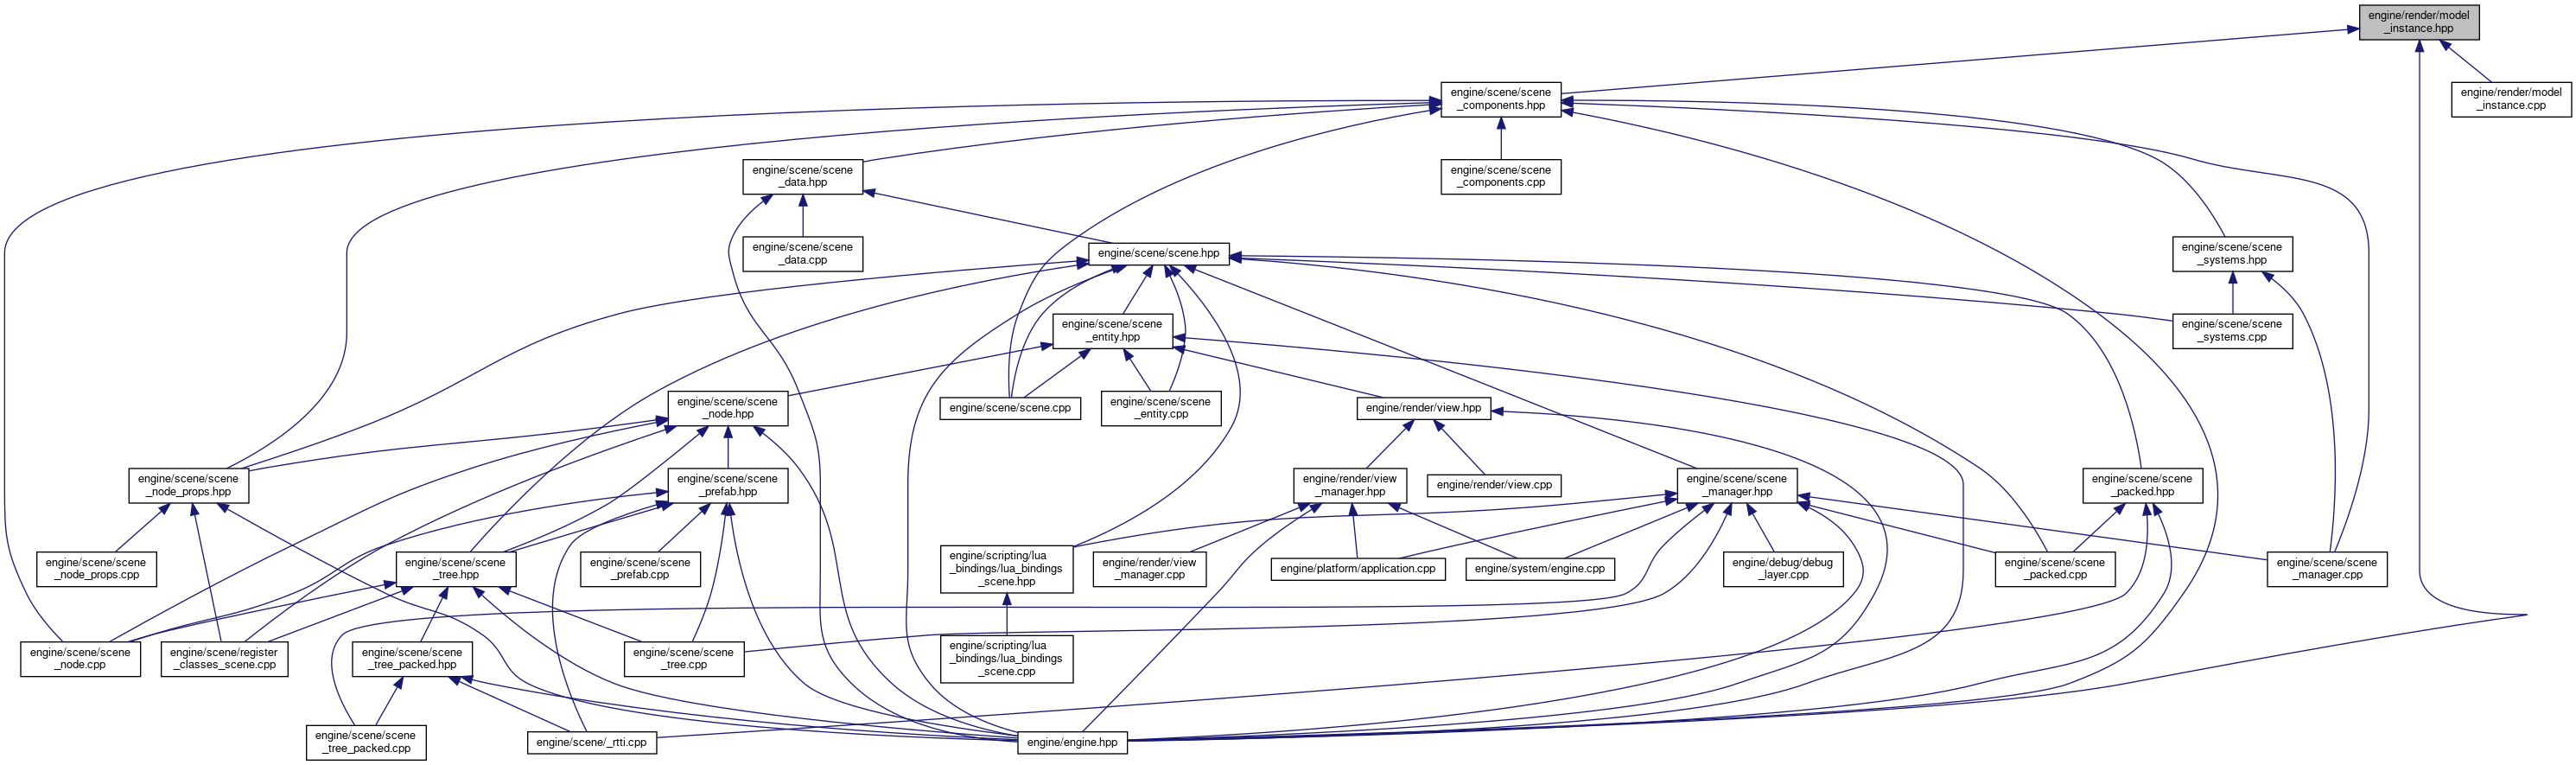 engine/render/model
_instance.hpp
engine/scene/scene
_components.hpp
engine/render/model
_instance.cpp
engine/scene/scene
_data.hpp
engine/scene/scene
_components.cpp
engine/scene/scene
_data.cpp
engine/scene/scene.hpp
engine/scene/scene
_systems.hpp
engine/scene/scene
_entity.hpp
engine/scene/scene
_systems.cpp
engine/scene/scene
_node.hpp
engine/scene/scene.cpp
engine/scene/scene
_entity.cpp
engine/render/view.hpp
engine/scene/scene
_node_props.hpp
engine/scene/scene
_prefab.hpp
engine/render/view
_manager.hpp
engine/render/view.cpp
engine/scene/scene
_manager.hpp
engine/scene/scene
_packed.hpp
engine/scene/scene
_node_props.cpp
engine/scene/scene
_tree.hpp
engine/scene/scene
_prefab.cpp
engine/scripting/lua
_bindings/lua_bindings
_scene.hpp
engine/render/view
_manager.cpp
engine/platform/application.cpp
engine/system/engine.cpp
engine/debug/debug
_layer.cpp
engine/scene/scene
_packed.cpp
engine/scene/scene
_manager.cpp
engine/scene/scene
_node.cpp
engine/scene/register
_classes_scene.cpp
engine/scene/scene
_tree_packed.hpp
engine/scene/scene
_tree.cpp
engine/scripting/lua
_bindings/lua_bindings
_scene.cpp
engine/scene/scene
_tree_packed.cpp
engine/scene/_rtti.cpp
engine/engine.hpp